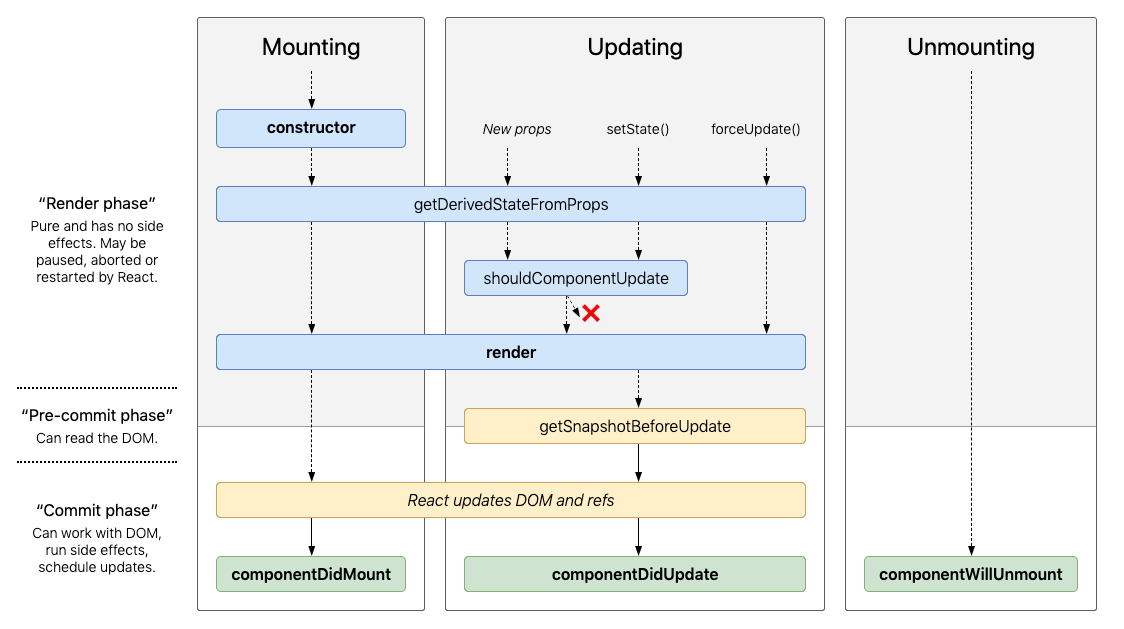 Mounting
Updating
Unmounting
constructor
New props
setState()
forceUpdate()
“Render phase”
Pure and has no side
effects. May be
paused, aborted or
restarted by React.
getDerivedStateFromProps
shouldComponentUpdate
render
“Pre-commit phase”
Can read the DOM.
getSnapshotBeforeUpdate
“Commit phase”
Can work with DOM,
run side effects,
schedule updates.
React updates DOM and refs
componentDidMount
componentDidUpdate
componentWillUnmount